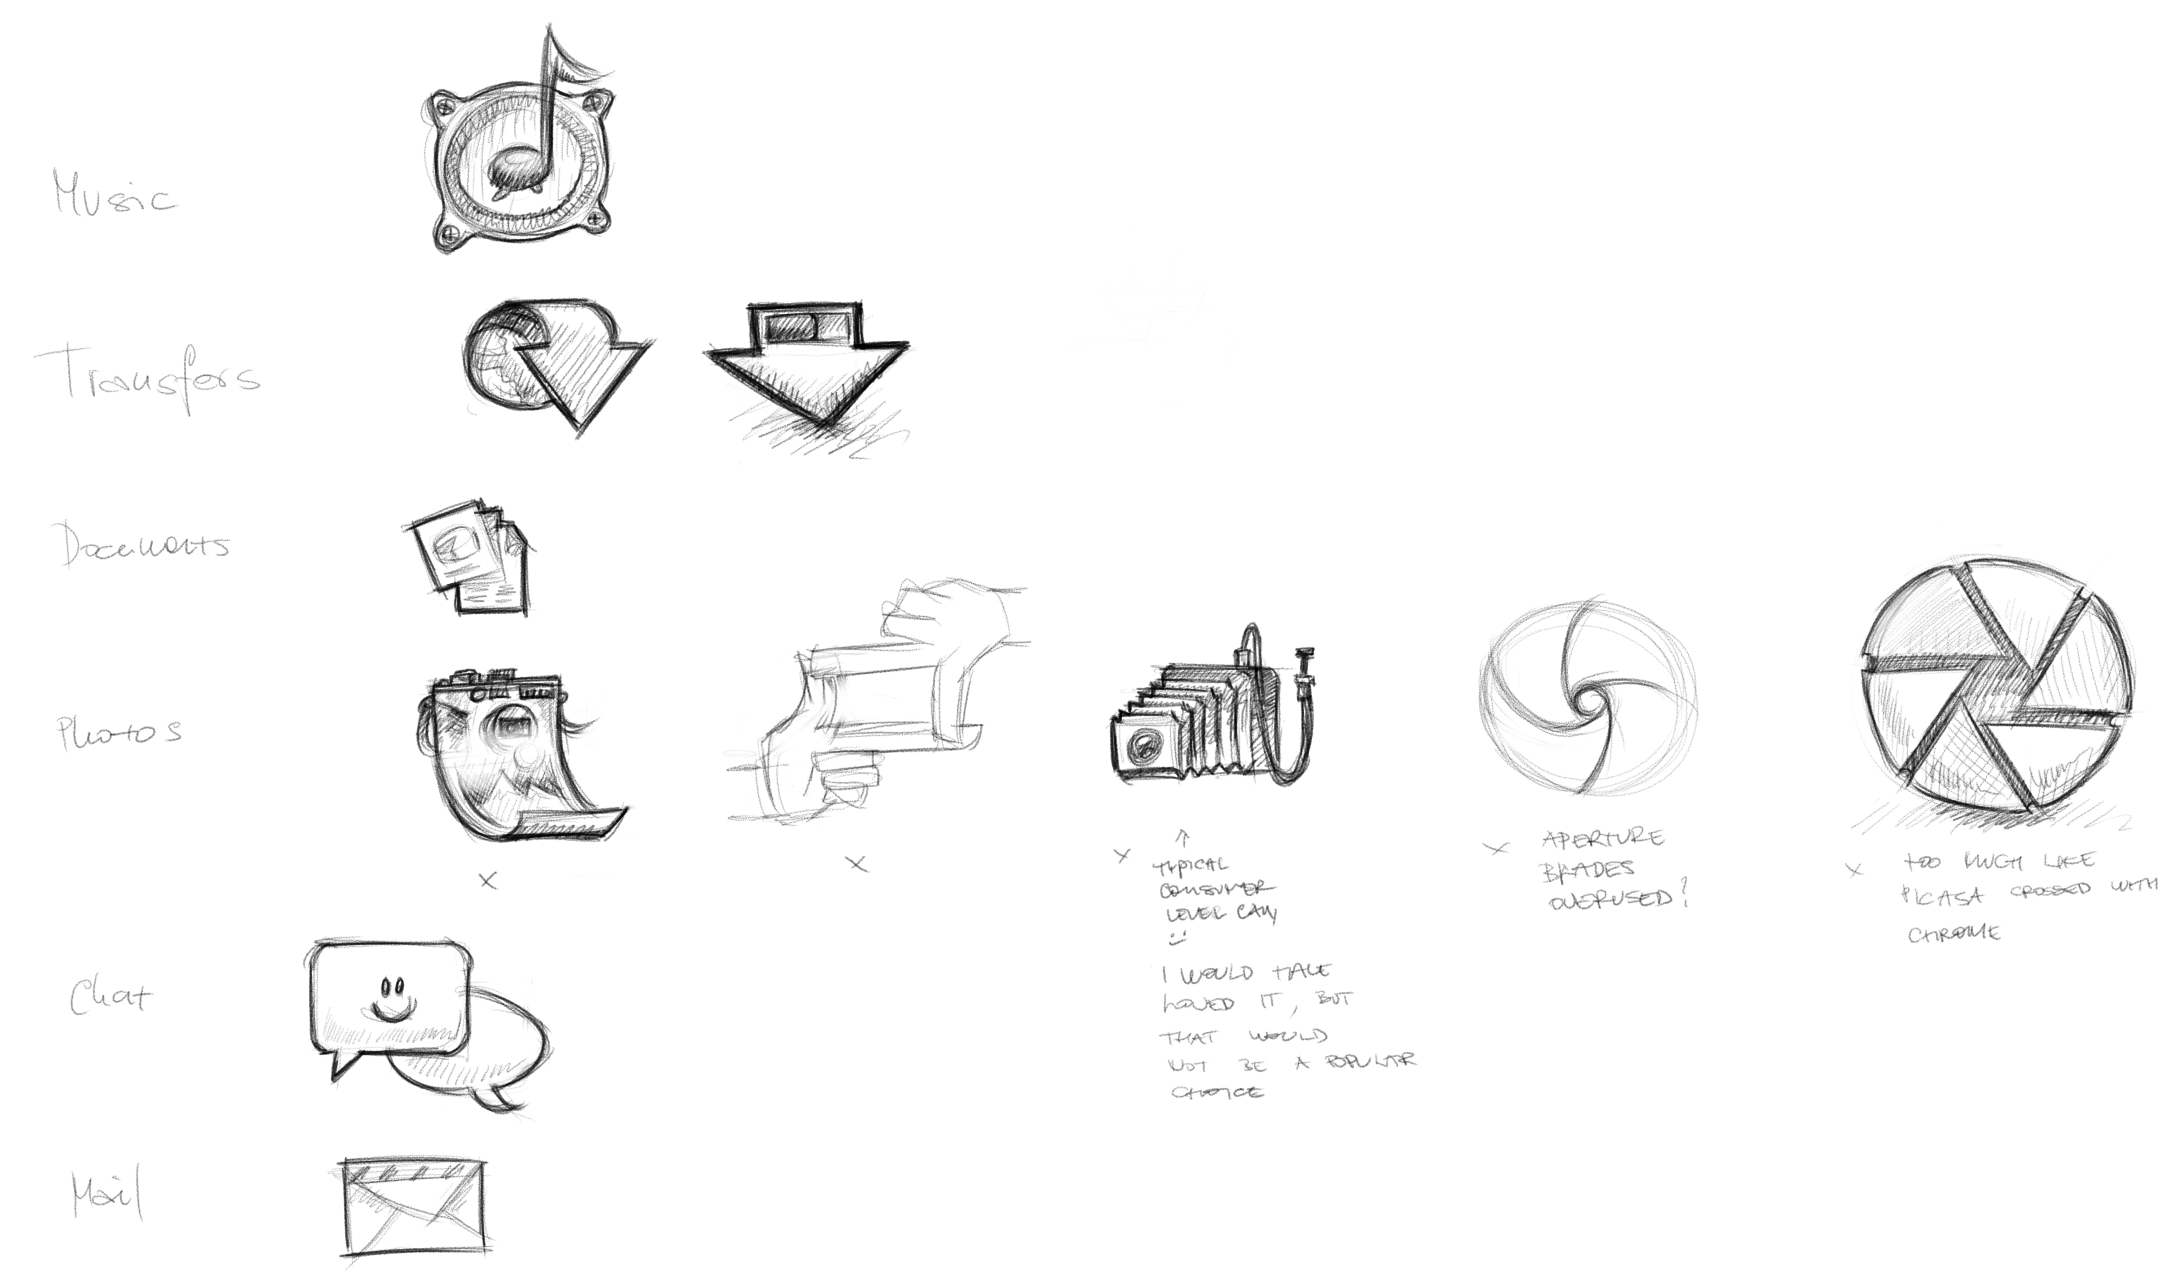 Music
Transfers
Documents
Photos
x
x
x
↑
TYPICAL
CONSUMER
LEVEL CAM
:-)
I WOULD HAVE
LOVED IT, BUT
THAT WOULD
NOT BE A POPULAR
CHOICE
x
APERTURE
BLADES
OVERUSED?
x
TOO MUCH LIKE
PICASA CROSSED WITH
CHROME
Chat
Mail